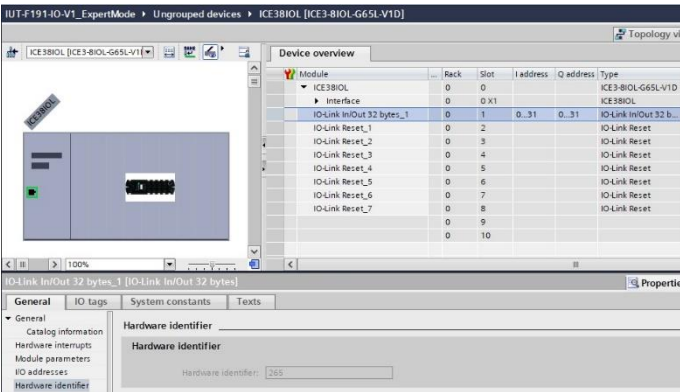 IUT-F191-IO-V1_ExpertMode ▸ Ungrouped devices ▸ ICE38IOL [ICE3-8IOL-G65L-V1D]
Topology vi
ICE38IOL [ICE3-8IOL-G65L-V1I
Device overview
Module ... Rack Slot I address Q address Type
ICE38IOL 0 0 ICE3-8IOL-G65L-V1D
Interface 0 0 X1 ICE38IOL
IO-Link In/Out 32 bytes_1 0 1 0...31 0...31 IO-Link In/Out 32 b...
IO-Link Reset_1 0 2 IO-Link Reset
IO-Link Reset_2 0 3 IO-Link Reset
IO-Link Reset_3 0 4 IO-Link Reset
IO-Link Reset_4 0 5 IO-Link Reset
IO-Link Reset_5 0 6 IO-Link Reset
IO-Link Reset_6 0 7 IO-Link Reset
IO-Link Reset_7 0 8 IO-Link Reset
0 9
0 10
ICE38IOL
100%
IO-Link In/Out 32 bytes_1 [IO-Link In/Out 32 bytes]
Propertie
General IO tags System constants Texts
General
Catalog information
Hardware interrupts
Module parameters
I/O addresses
Hardware identifier
Hardware identifier
Hardware identifier
Hardware identifier: 265